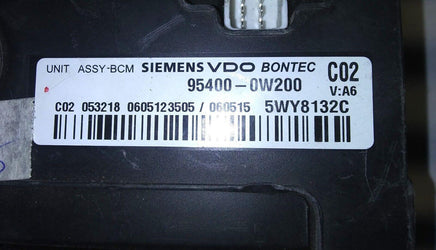 UNIT ASSY-BCM SIEMENS VDO BONTEC C02
95400-0W200 V:A6
C02 053218 0605123505 / 060515 5WY8132C